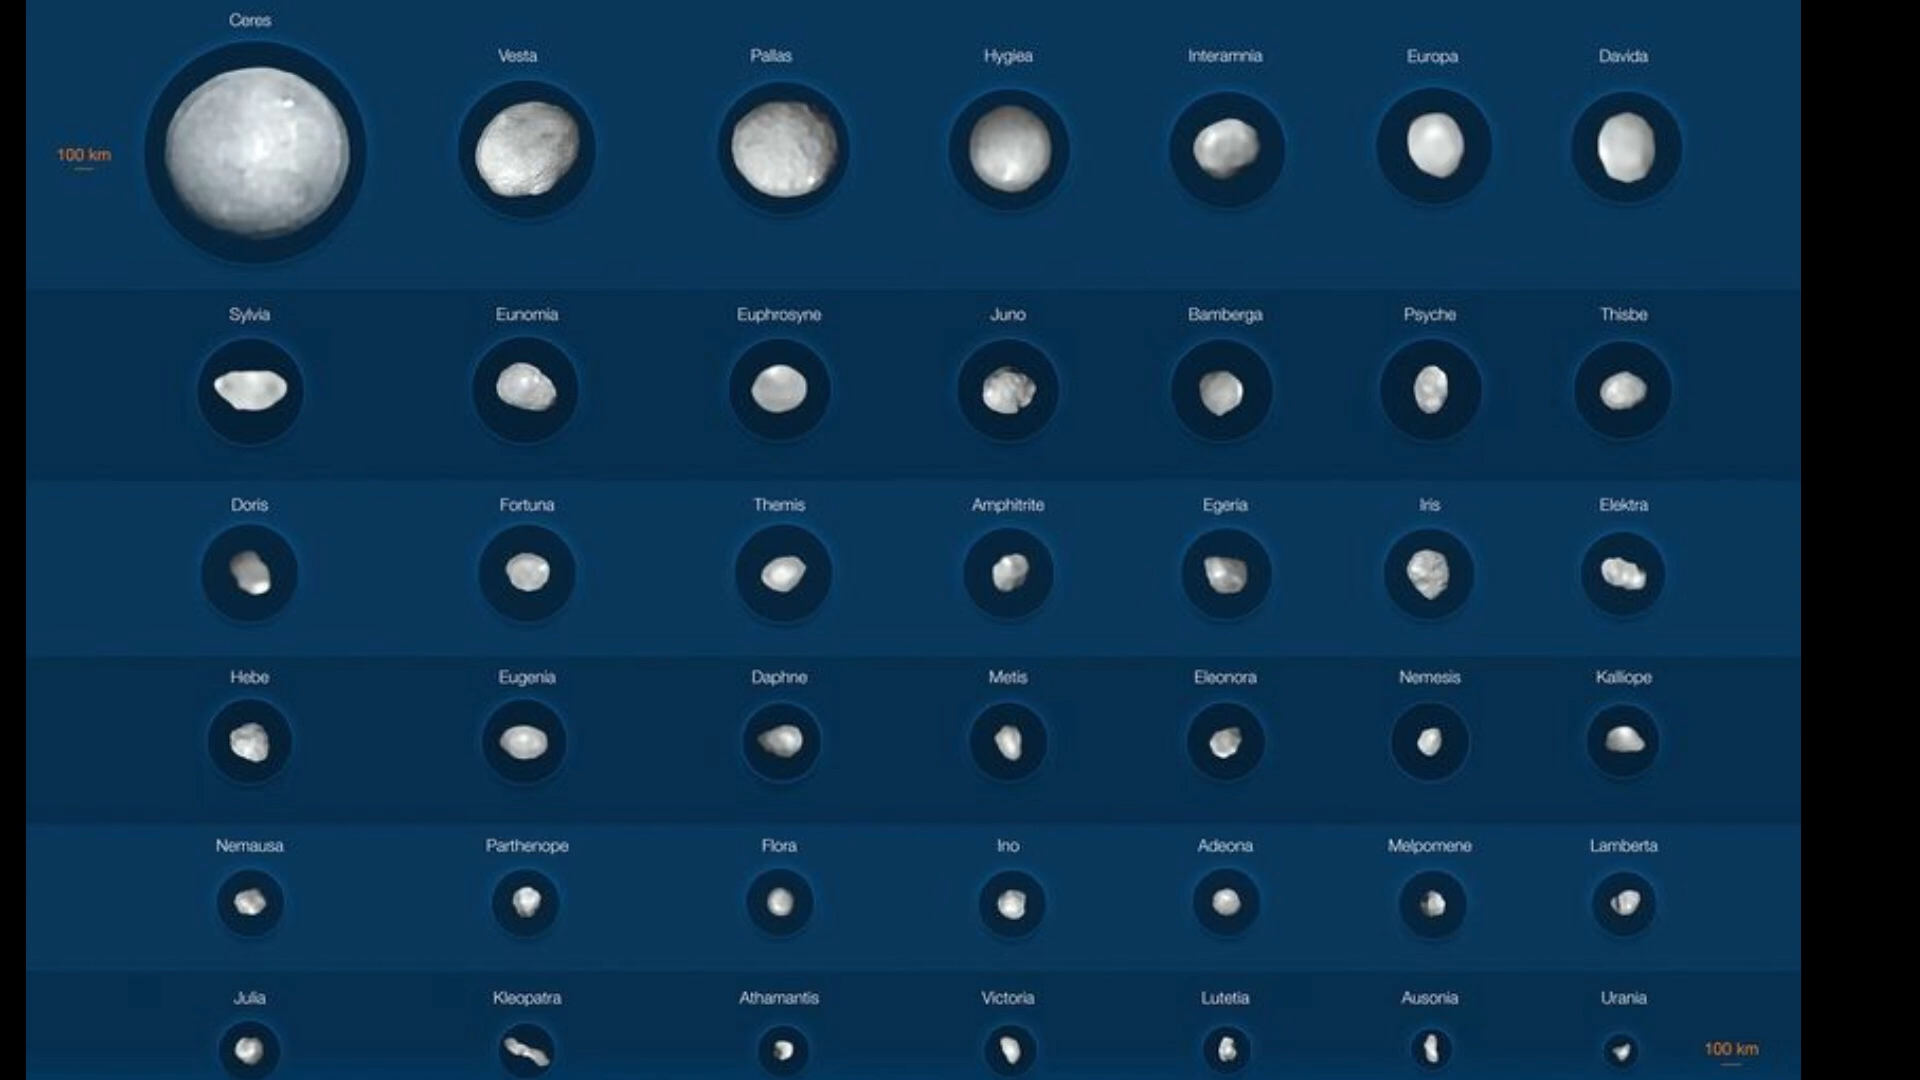 Ceres
Vesta Pallas Hygiea Interamnia Europa Davida
100 km
Sylvia Eunomia Euphrosyne Juno Bamberga Psyche Thisbe
Doris Fortuna Themis Amphitrite Egeria Iris Elektra
Hebe Eugenia Daphne Metis Eleonora Nemesis Kalliope
Nemausa Parthenope Flora Ino Adeona Melpomene Lamberta
Julia Kleopatra Athamantis Victoria Lutetia Ausonia Urania
100 km